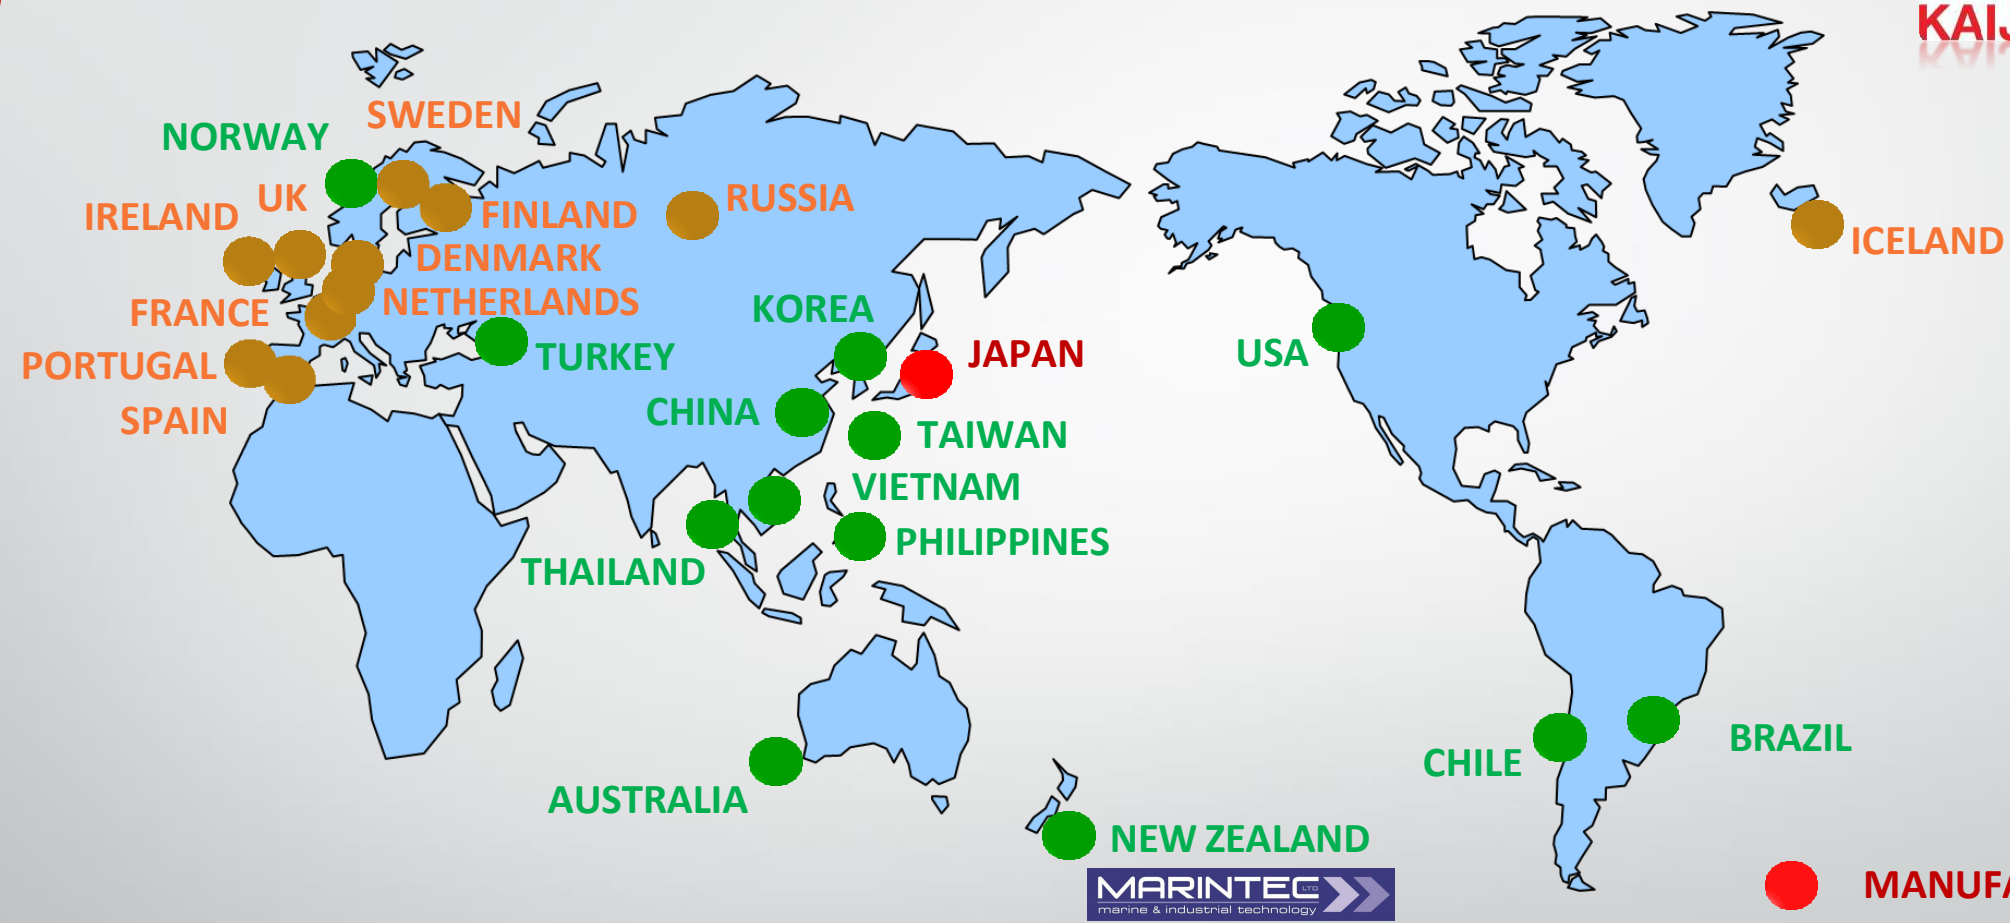 SWEDEN
NORWAY
UK
IRELAND
FINLAND
RUSSIA
DENMARK
ICELAND
NETHERLANDS
FRANCE
KOREA
TURKEY
JAPAN
USA
PORTUGAL
SPAIN
CHINA
TAIWAN
VIETNAM
PHILIPPINES
THAILAND
BRAZIL
CHILE
AUSTRALIA
NEW ZEALAND
MARINTEC LTD
marine & industrial technology